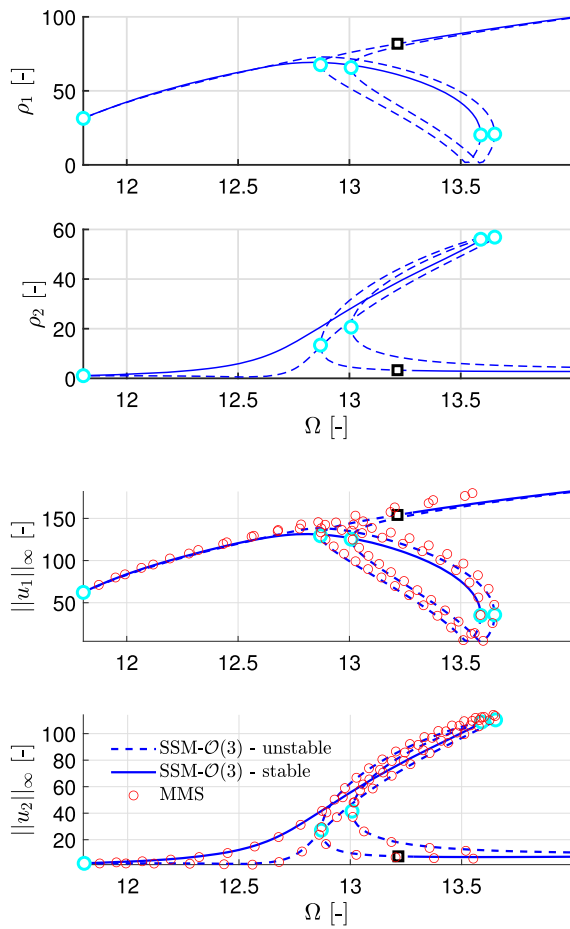 100
50
0
ρ₁ [-]
12 12.5 13 13.5
60
40
20
0
ρ₂ [-]
12 12.5 13 13.5
Ω [-]
150
100
50
||u₁||∞ [-]
12 12.5 13 13.5
100
80
60
40
20
||u₂||∞ [-]
SSM-𝒪(3) - unstable
SSM-𝒪(3) - stable
MMS
12 12.5 13 13.5
Ω [-]